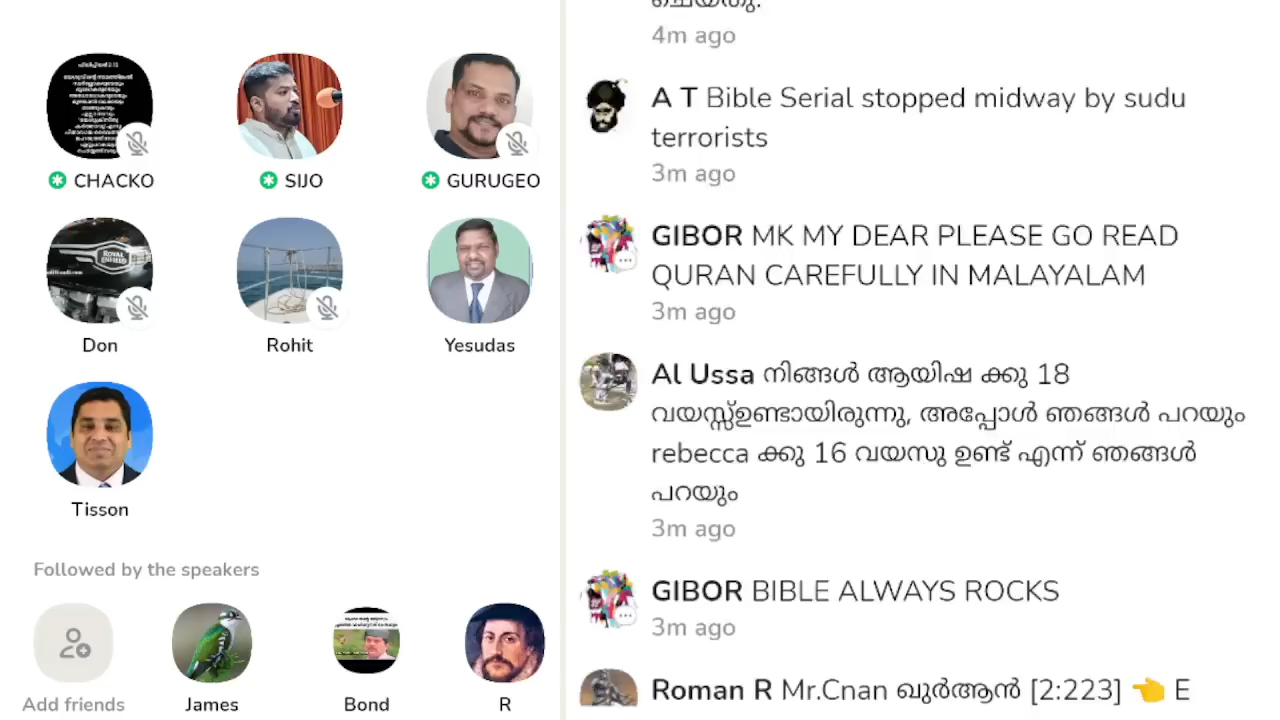 CHACKO
SIJO
GURUGEO
ROYAL
ENFIELD
Don
Rohit
Yesudas
Tisson
Followed by the speakers
Add friends
James
Bond
R
ചെയ്തു.
4m ago
A T Bible Serial stopped midway by sudu
terrorists
3m ago
GIBOR MK MY DEAR PLEASE GO READ
QURAN CAREFULLY IN MALAYALAM
3m ago
Al Ussa നിങ്ങൾ ആയിഷ ക്കു 18
വയസ്സ്ഉണ്ടായിരുന്നു, അപ്പോൾ ഞങ്ങൾ പറയും
rebecca ക്കു 16 വയസു ഉണ്ട് എന്ന് ഞങ്ങൾ
പറയും
3m ago
GIBOR BIBLE ALWAYS ROCKS
3m ago
Roman R Mr.Cnan ഖുർആൻ [2:223] 👈 E